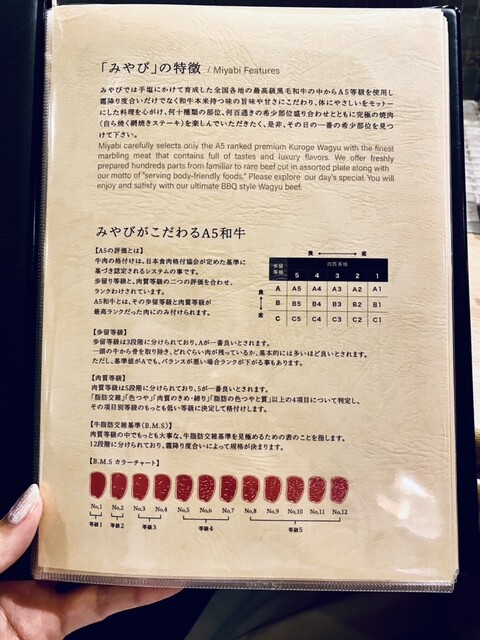 「みやび」の特徴 / Miyabi Features
みやびでは手塩にかけて育成した全国各地の最高級黒毛和牛の中からA5等級を使用し
霜降り度合いだけでなく和牛本来持つ味の旨味や甘さにこだわり、体にやさしいをモットー
にした料理を心がけ、何十種類の部位、何百通りの希少部位盛り合わせとともに究極の焼肉
(自ら焼く網焼きステーキ)を楽しんでいただきたく、是非、その日の一番の希少部位を見つ
けて下さい。
Miyabi carefully selects only the A5 ranked premium Kuroge Wagyu with the finest
marbling meat that contains full of tastes and luxury flavors. We offer freshly
prepared hundreds parts from familiar to rare beef cut in assorted plate along with
our motto of "serving body-friendly foods." Please explore our day's special. You will
enjoy and satisfy with our ultimate BBQ style Wagyu beef.
みやびがこだわるA5和牛
【A5の評価とは】
牛肉の格付けは、日本食肉格付協会が定めた基準に
基づき認定されるシステムの事です。
歩留り等級と、肉質等級の二つの評価を合わせ、
ランクわけされています。
A5和牛とは、その歩留等級と肉質等級が
最高ランクだった肉にのみ付けられます。
良 劣
歩留等級 肉質等級
5 4 3 2 1
良 A A5 A4 A3 A2 A1
B B5 B4 B3 B2 B1
劣 C C5 C4 C3 C2 C1
【歩留等級】
歩留等級は3段階に分けられており、Aが一番良いとされます。
一頭の牛から骨を取り除き、どれぐらい肉が残っているか、基本的には多いほど良いとされます。
ただし、基準値がAでも、バランスが悪い場合ランクが下がる事もあります。
【肉質等級】
肉質等級は5段階に分けられており、5が一番良いとされます。
「脂肪交雑」「色つや」「肉質のきめ・締り」「脂肪の色つやと質」以上の4項目について判定し、
その項目別等級のもっとも低い等級に決定して格付けします。
【牛脂肪交雑基準(B.M.S)】
肉質等級の中でもっとも大事な、牛脂肪交雑基準を見極めるための表のことを指します。
12段階に分けられており、霜降り度合いによって規格が決まります。
【B.M.S カラーチャート】
No,1 No,2 No,3 No,4 No,5 No,6 No,7 No,8 No,9 No,10 No,11 No,12
等級1 等級2 等級3 等級4 等級5